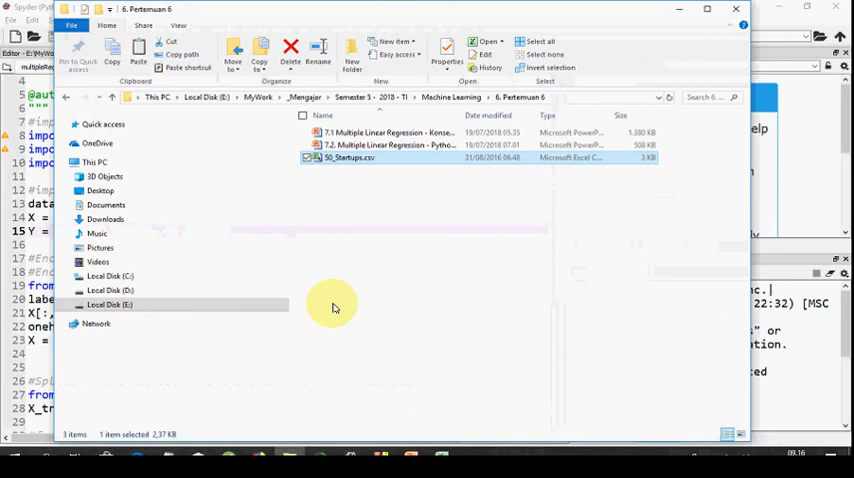 Spyder (Py
6. Pertemuan 6
File Home Share View
Pin to Quick access
Copy
Paste
Cut
Copy path
Paste shortcut
Move to
Copy to
Delete
Rename
New folder
New item
Easy access
Properties
Open
Edit
History
Select all
Select none
Invert selection
Clipboard Organize New Open Select
This PC Local Disk (E:) MyWork _Mengajar Semester 5 - 2018 - TI Machine Learning 6. Pertemuan 6
Search 6. ...
Name Date modified Type Size
7.1 Multiple Linear Regression - Konse... 19/07/2018 05.35 Microsoft PowerP... 1.380 KB
7.2. Multiple Linear Regression - Pytho... 19/07/2018 07.01 Microsoft PowerP... 508 KB
50_Startups.csv 31/08/2016 06.48 Microsoft Excel C... 3 KB
Quick access
OneDrive
This PC
3D Objects
Desktop
Documents
Downloads
Music
Pictures
Videos
Local Disk (C:)
Local Disk (D:)
Local Disk (E:)
Network
3 items 1 item selected 2,37 KB
File Edit
Editor - E:\MyWo
multipleReg
4
5 @aut
6 """
7 #imp
8 impo
9 impo
10 impo
11
12 #imp
13 data
14 X =
15 Y =
16
17 #End
18 #End
19 from
20 labe
21 X[:,
22 oneh
23 X =
25
26 #Spl
27 from
28 X_tr
29
elp
nc.|
22:32) [MSC
s" or
ation.
ced
09.16